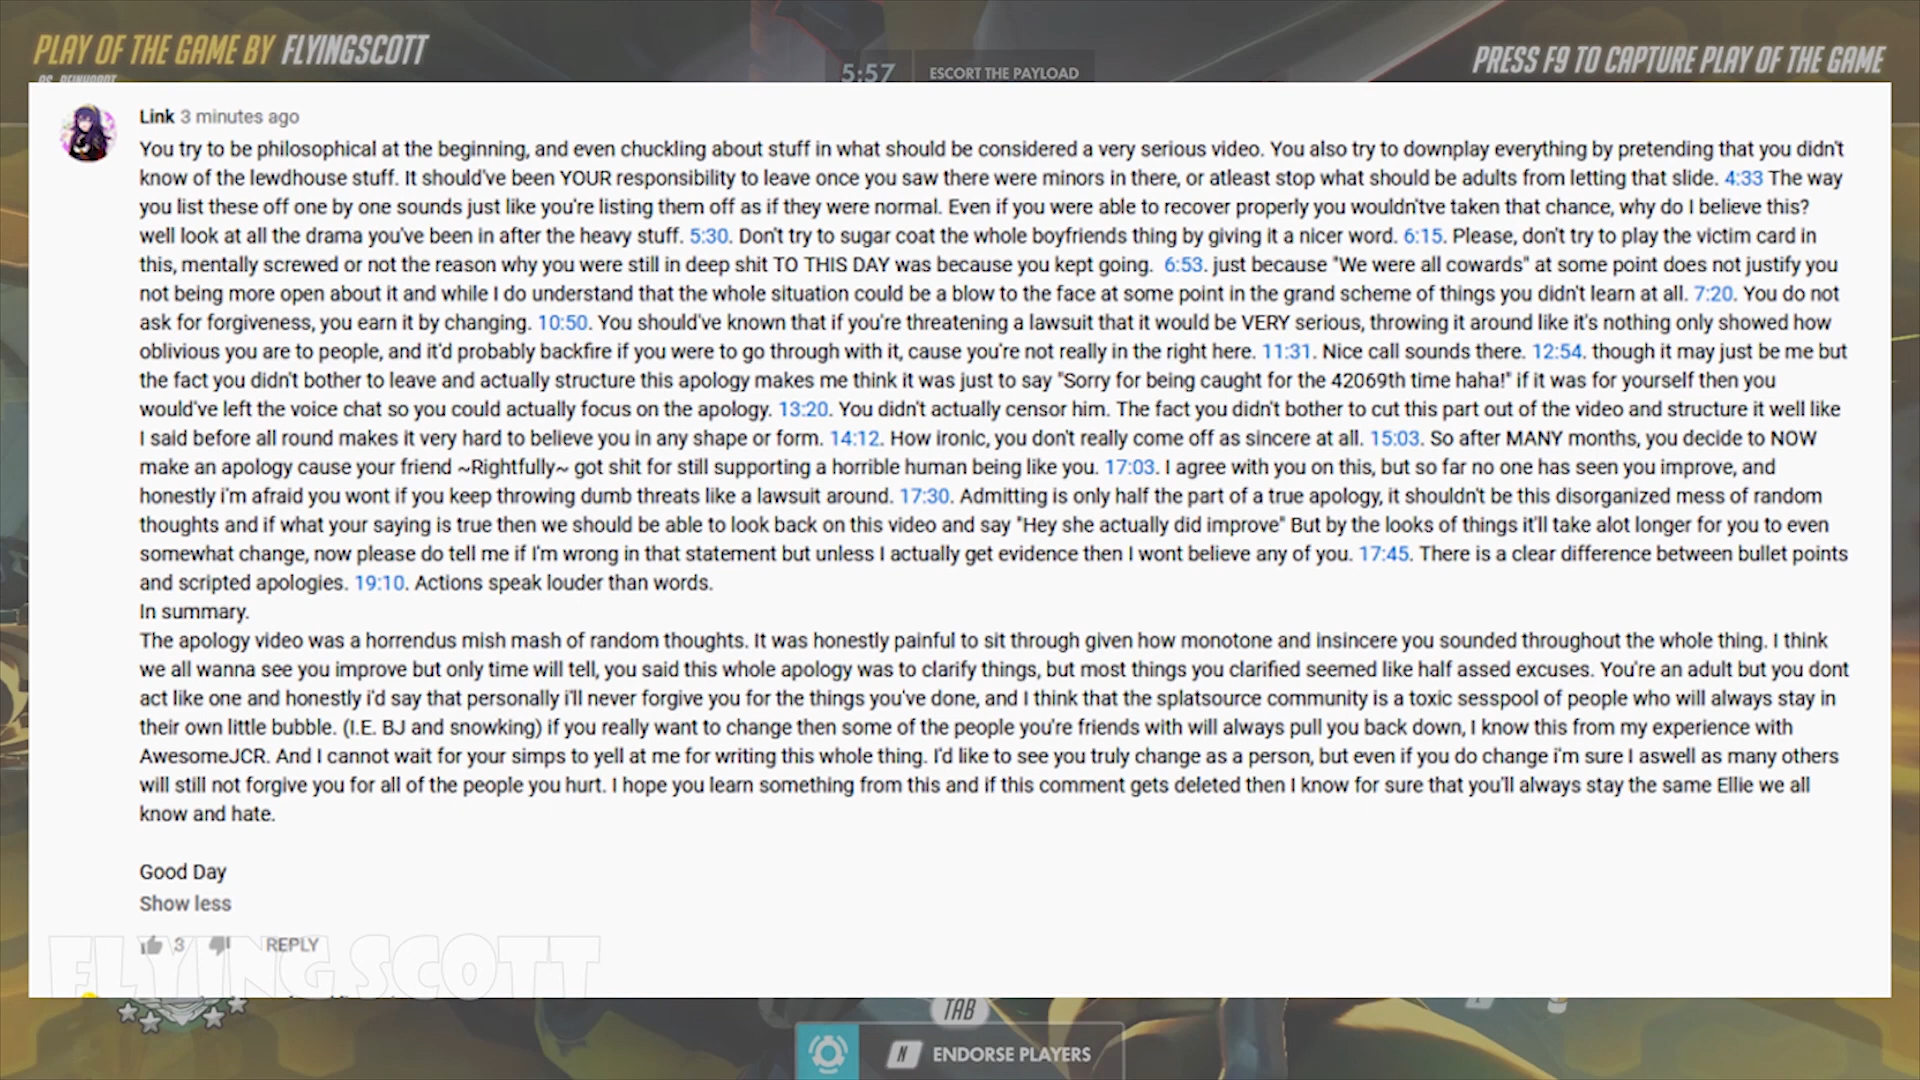 PLAY OF THE GAME BY FLYINGSCOTT
AS REINHARDT
5:57
ESCORT THE PAYLOAD
PRESS F9 TO CAPTURE PLAY OF THE GAME
Link 3 minutes ago
You try to be philosophical at the beginning, and even chuckling about stuff in what should be considered a very serious video. You also try to downplay everything by pretending that you didn't
know of the lewdhouse stuff. It should've been YOUR responsibility to leave once you saw there were minors in there, or atleast stop what should be adults from letting that slide. 4:33 The way
you list these off one by one sounds just like you're listing them off as if they were normal. Even if you were able to recover properly you wouldn'tve taken that chance, why do I believe this?
well look at all the drama you've been in after the heavy stuff. 5:30. Don't try to sugar coat the whole boyfriends thing by giving it a nicer word. 6:15. Please, don't try to play the victim card in
this, mentally screwed or not the reason why you were still in deep shit TO THIS DAY was because you kept going.  6:53. just because "We were all cowards" at some point does not justify you
not being more open about it and while I do understand that the whole situation could be a blow to the face at some point in the grand scheme of things you didn't learn at all. 7:20. You do not
ask for forgiveness, you earn it by changing. 10:50. You should've known that if you're threatening a lawsuit that it would be VERY serious, throwing it around like it's nothing only showed how
oblivious you are to people, and it'd probably backfire if you were to go through with it, cause you're not really in the right here. 11:31. Nice call sounds there. 12:54. though it may just be me but
the fact you didn't bother to leave and actually structure this apology makes me think it was just to say "Sorry for being caught for the 42069th time haha!" if it was for yourself then you
would've left the voice chat so you could actually focus on the apology. 13:20. You didn't actually censor him. The fact you didn't bother to cut this part out of the video and structure it well like
I said before all round makes it very hard to believe you in any shape or form. 14:12. How ironic, you don't really come off as sincere at all. 15:03. So after MANY months, you decide to NOW
make an apology cause your friend ~Rightfully~ got shit for still supporting a horrible human being like you. 17:03. I agree with you on this, but so far no one has seen you improve, and
honestly i'm afraid you wont if you keep throwing dumb threats like a lawsuit around. 17:30. Admitting is only half the part of a true apology, it shouldn't be this disorganized mess of random
thoughts and if what your saying is true then we should be able to look back on this video and say "Hey she actually did improve" But by the looks of things it'll take alot longer for you to even
somewhat change, now please do tell me if I'm wrong in that statement but unless I actually get evidence then I wont believe any of you. 17:45. There is a clear difference between bullet points
and scripted apologies. 19:10. Actions speak louder than words.
In summary.
The apology video was a horrendus mish mash of random thoughts. It was honestly painful to sit through given how monotone and insincere you sounded throughout the whole thing. I think
we all wanna see you improve but only time will tell, you said this whole apology was to clarify things, but most things you clarified seemed like half assed excuses. You're an adult but you dont
act like one and honestly i'd say that personally i'll never forgive you for the things you've done, and I think that the splatsource community is a toxic sesspool of people who will always stay in
their own little bubble. (I.E. BJ and snowking) if you really want to change then some of the people you're friends with will always pull you back down, I know this from my experience with
AwesomeJCR. And I cannot wait for your simps to yell at me for writing this whole thing. I'd like to see you truly change as a person, but even if you do change i'm sure I aswell as many others
will still not forgive you for all of the people you hurt. I hope you learn something from this and if this comment gets deleted then I know for sure that you'll always stay the same Ellie we all
know and hate.
Good Day
Show less
3 REPLY
FLYING SCOTT
TAB
N ENDORSE PLAYERS